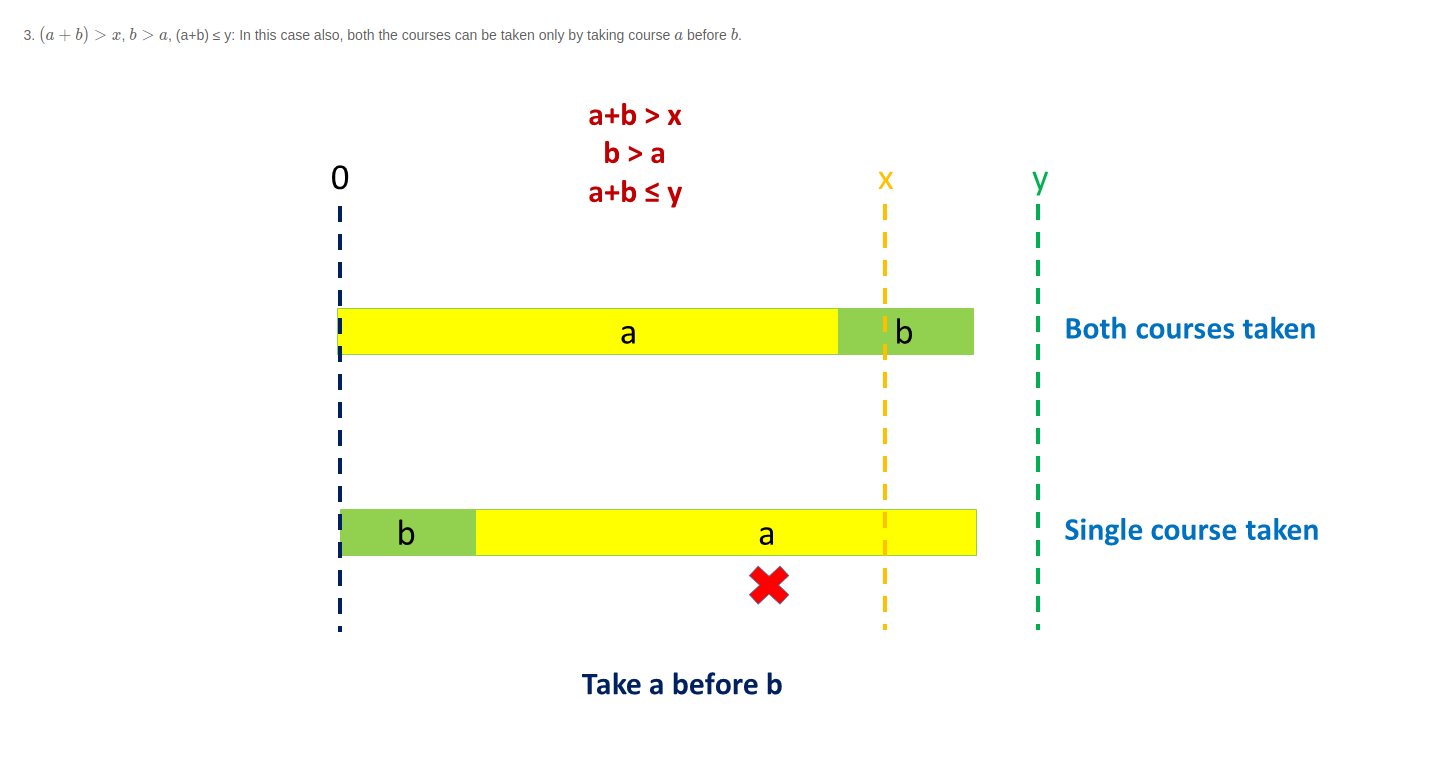 3. (a + b) > x, b > a, (a+b) ≤ y: In this case also, both the courses can be taken only by taking course a before b.
a+b > x
b > a
a+b ≤ y
0
x
y
a
b
Both courses taken
b
a
Single course taken
Take a before b